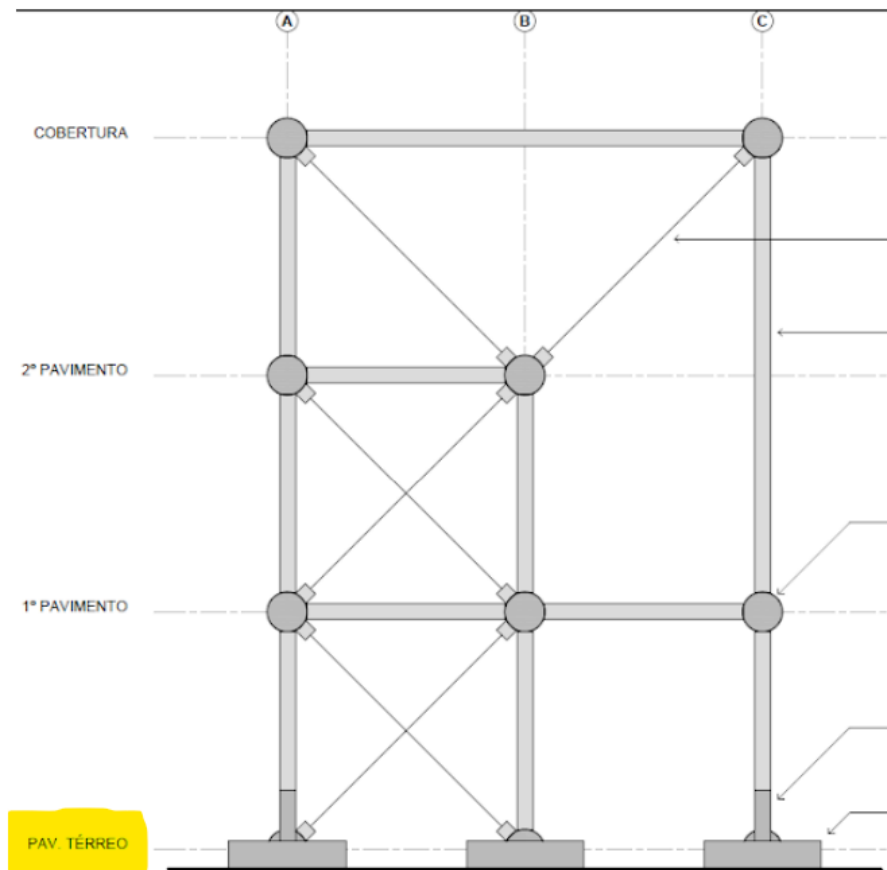 A B C
COBERTURA
2º PAVIMENTO
1º PAVIMENTO
PAV. TÉRREO